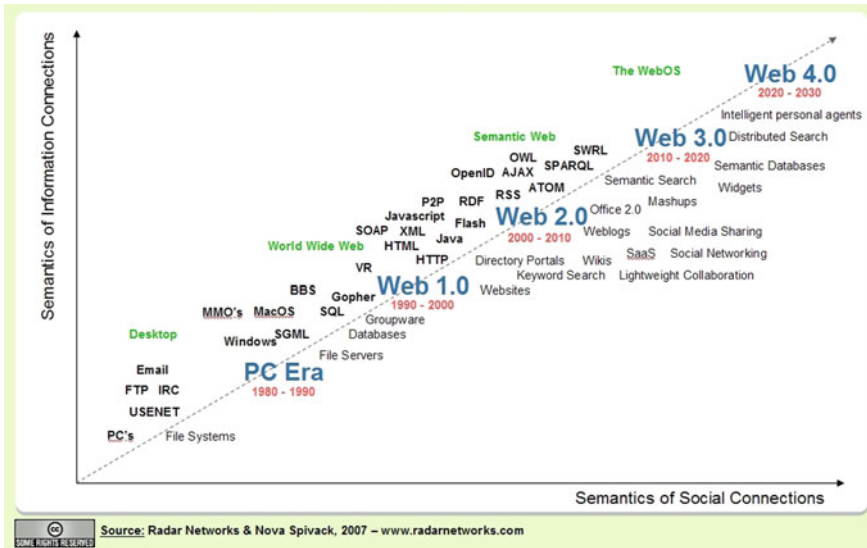 Semantics of Information Connections
The WebOS
Web 4.0
2020 - 2030
Intelligent personal agents
Semantic Web
Web 3.0
2010 - 2020
Distributed Search
SWRL
OWL
SPARQL
OpenID
AJAX
ATOM
Semantic Databases
Semantic Search
Widgets
P2P
RDF
RSS
Mashups
Javascript
Flash
Web 2.0
2000 - 2010
Office 2.0
SOAP
XML
Java
Weblogs
Social Media Sharing
World Wide Web
HTML
HTTP
Directory Portals
Wikis
SaaS
Social Networking
VR
Keyword Search
Lightweight Collaboration
BBS
Gopher
Web 1.0
1990 - 2000
Websites
MMO's
MacOS
SQL
Groupware
Desktop
Windows
SGML
Databases
File Servers
Email
PC Era
1980 - 1990
FTP IRC
USENET
PC's
File Systems
Semantics of Social Connections
cc
SOME RIGHTS RESERVED
Source: Radar Networks & Nova Spivack, 2007 – www.radarnetworks.com